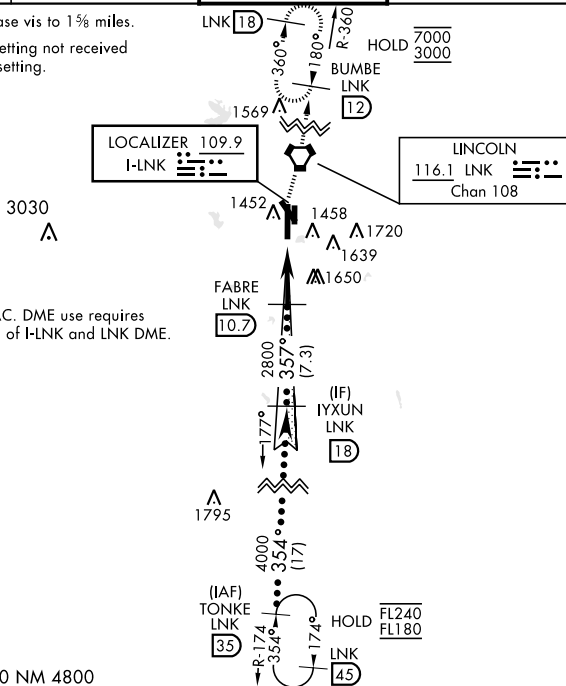 ase vis to 1⅝ miles.
etting not received
setting.
LNK 18
R-360
360°
180°
HOLD 7000
3000
BUMBE
LNK
12
1569
LOCALIZER 109.9
I-LNK
LINCOLN
116.1 LNK
Chan 108
3030
1452
1458
1720
1639
1650
FABRE
LNK
10.7
AC. DME use requires
of I-LNK and LNK DME.
2800
357°
(7.3)
(IF)
IYXUN
LNK
18
177°
1795
4000
354°
(17)
(IAF)
TONKE
LNK
35
HOLD FL240
FL180
R-174
354°
174°
LNK
45
0 NM 4800